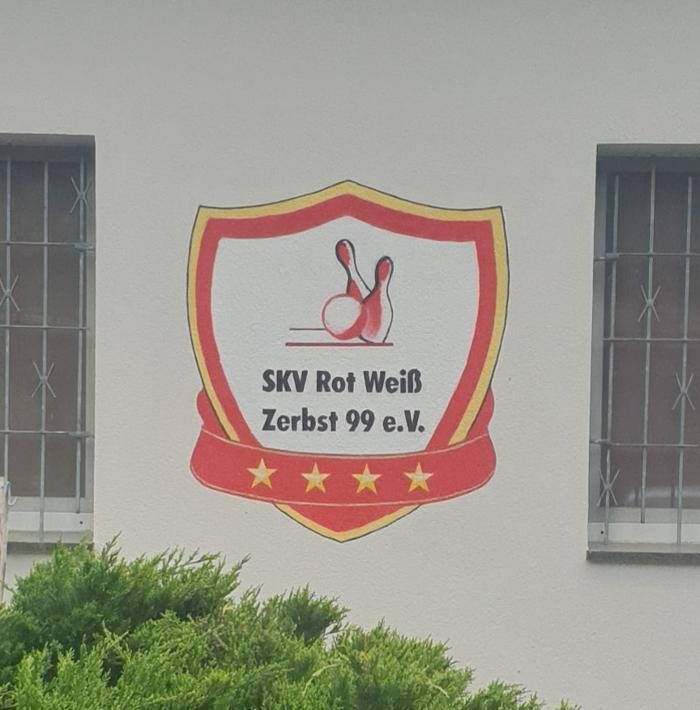 SKV Rot Weiß
Zerbst 99 e.V.